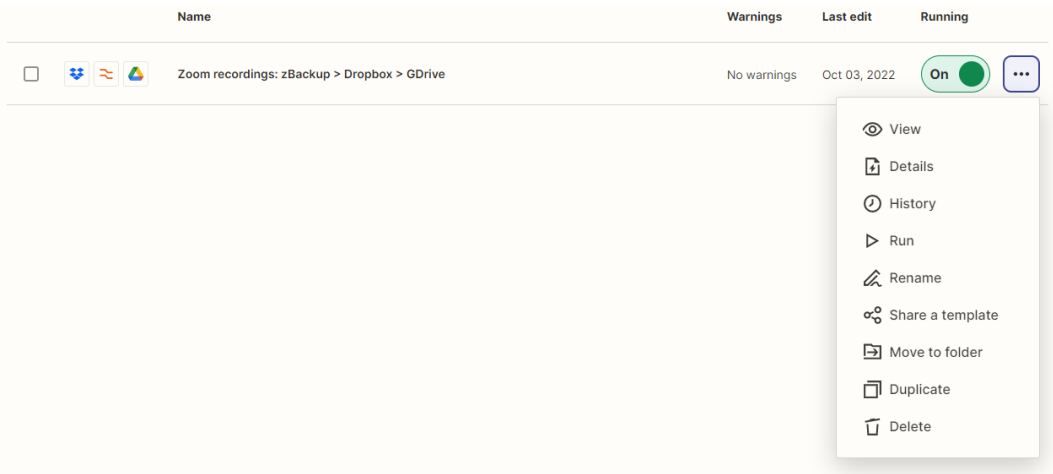 Name Warnings Last edit Running
Zoom recordings: zBackup > Dropbox > GDrive No warnings Oct 03, 2022 On
View
Details
History
Run
Rename
Share a template
Move to folder
Duplicate
Delete